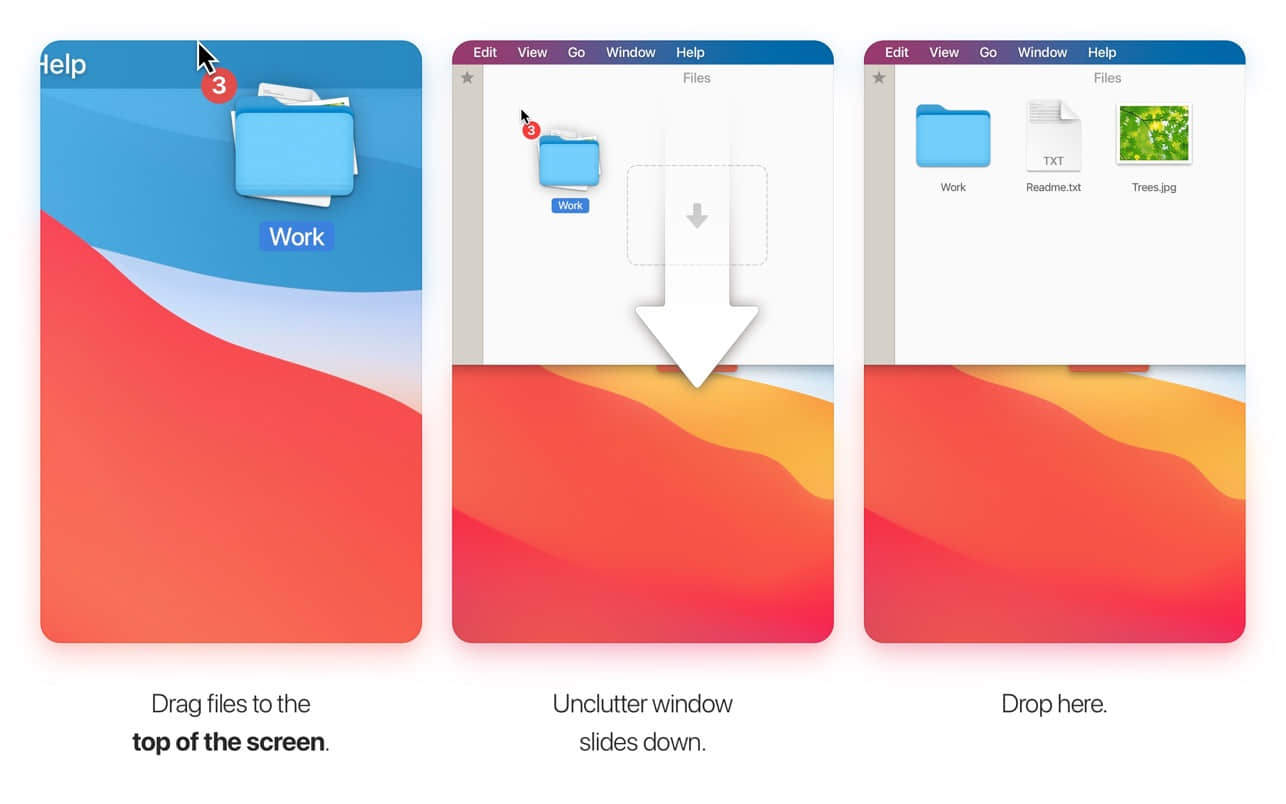 Help
3
Work
Drag files to the
top of the screen.
Edit View Go Window Help
Files
3
Work
Unclutter window
slides down.
Edit View Go Window Help
Files
TXT
Work Readme.txt Trees.jpg
Drop here.